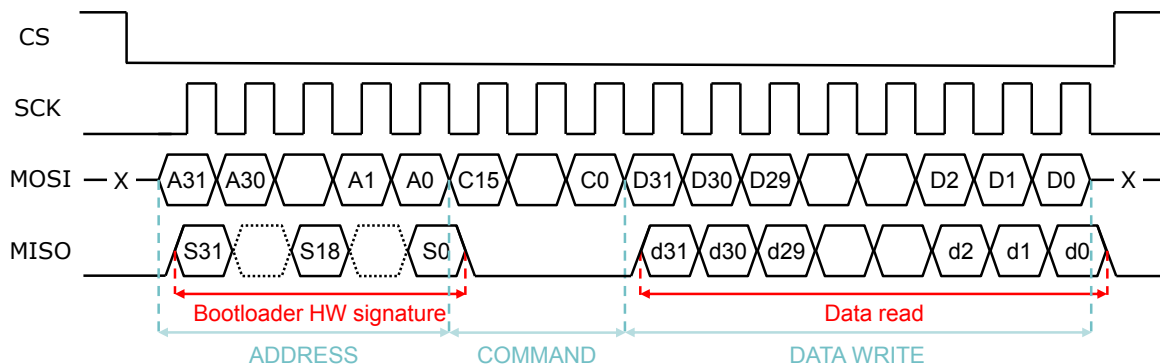 CS
SCK
MOSI X A31 A30 A1 A0 C15 C0 D31 D30 D29 D2 D1 D0 X
MISO S31 S18 S0 d31 d30 d29 d2 d1 d0
Bootloader HW signature Data read
ADDRESS COMMAND DATA WRITE